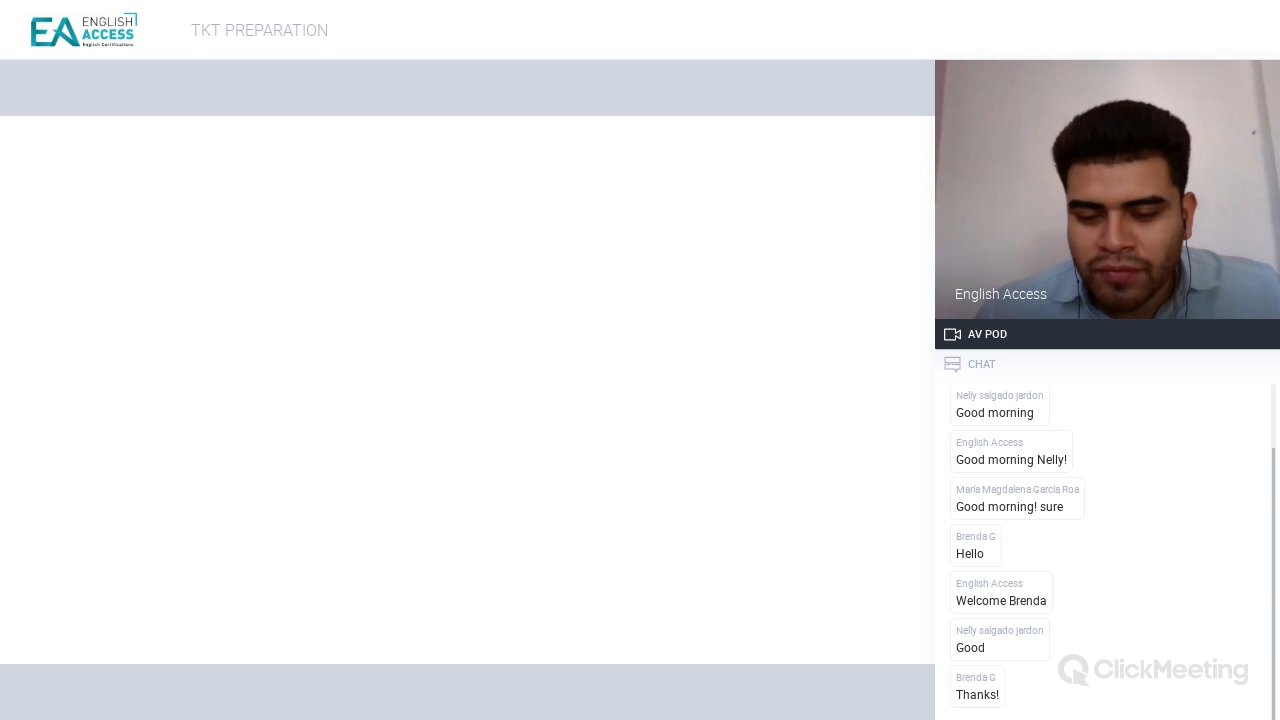 ENGLISH
ACCESS
EA
English Certifications
TKT PREPARATION
English Access
AV POD
CHAT
Nelly salgado jardon
Good morning
English Access
Good morning Nelly!
María Magdalena García Roa
Good morning! sure
Brenda G
Hello
English Access
Welcome Brenda
Nelly salgado jardon
Good
Brenda G
Thanks!
ClickMeeting